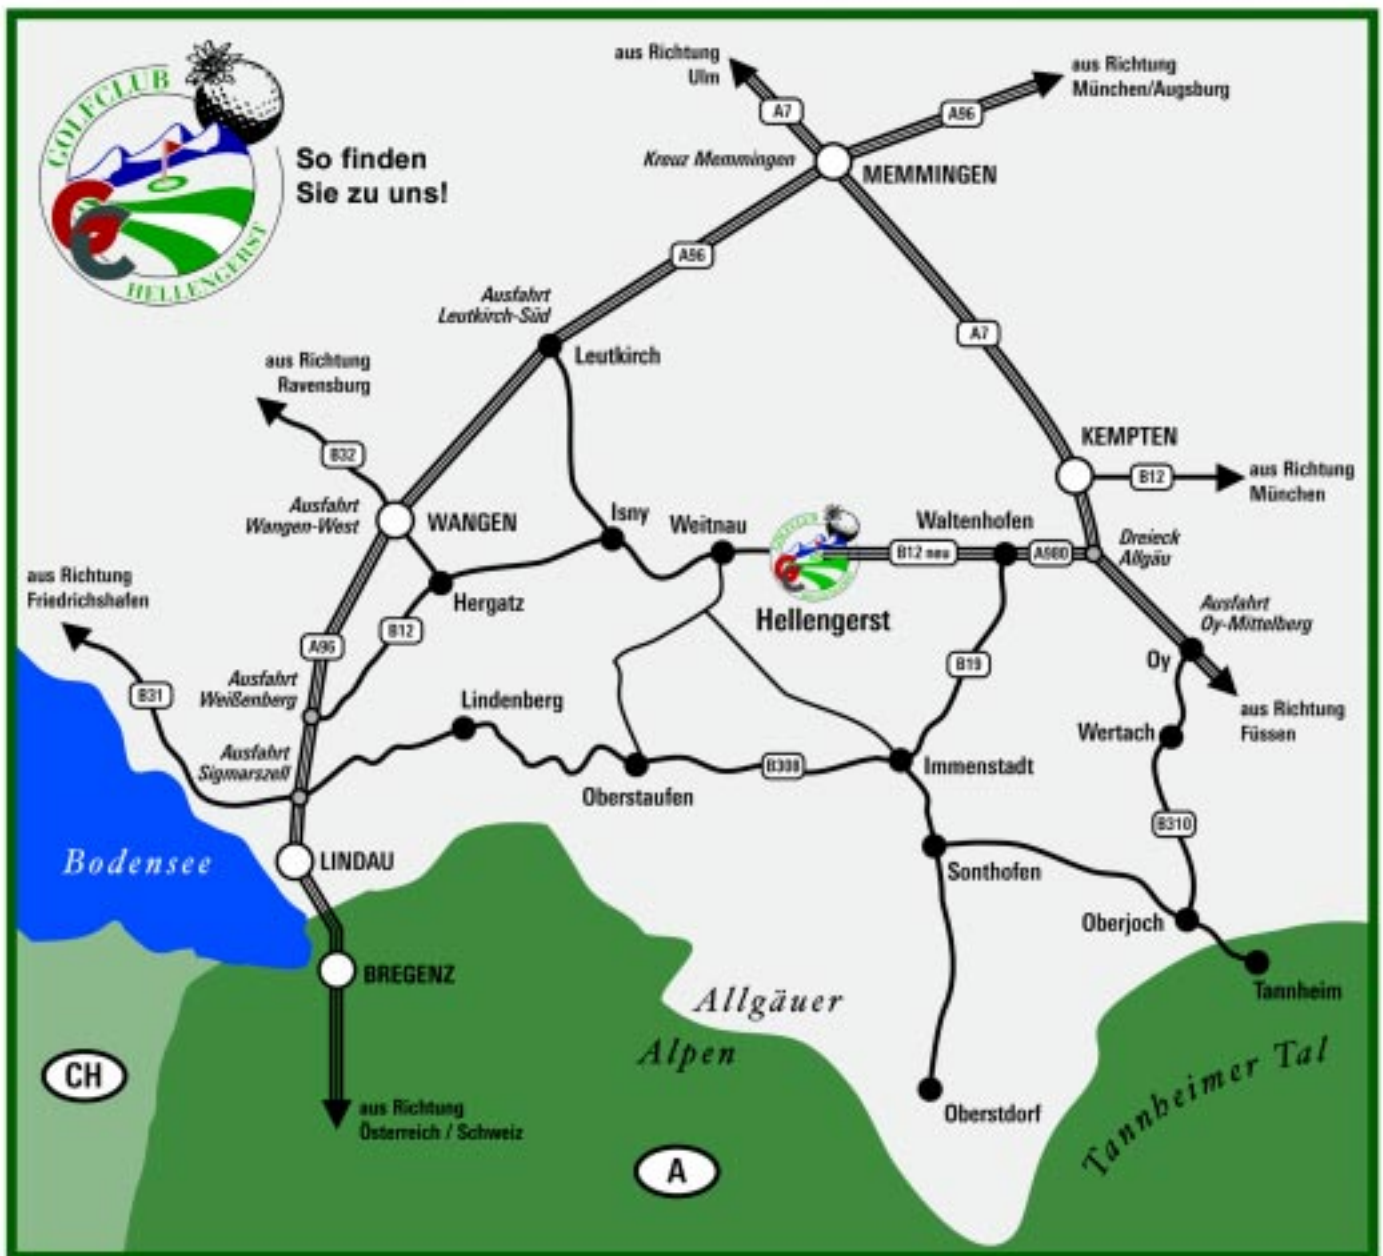 GOLFCLUB
HELLENGERST
So finden
Sie zu uns!
aus Richtung
Ulm
aus Richtung
München/Augsburg
A7
A96
Kreuz Memmingen
MEMMINGEN
A96
Ausfahrt
Leutkirch-Süd
A7
Leutkirch
aus Richtung
Ravensburg
B32
KEMPTEN
B12
aus Richtung
München
Ausfahrt
Wangen-West
WANGEN
Isny
Weitnau
GOLFCLUB
Waltenhofen
B12 neu
A980
Dreieck
Allgäu
aus Richtung
Friedrichshafen
Hergatz
Hellengerst
Ausfahrt
Oy-Mittelberg
A96
B12
B19
Oy
B31
Ausfahrt
Weißenberg
Lindenberg
aus Richtung
Füssen
Wertach
Ausfahrt
Sigmarszell
Oberstaufen
B308
Immenstadt
B310
Bodensee
LINDAU
Sonthofen
Oberjoch
BREGENZ
Tannheim
Allgäuer
Alpen
Tannheimer Tal
CH
aus Richtung
Österreich / Schweiz
Oberstdorf
A